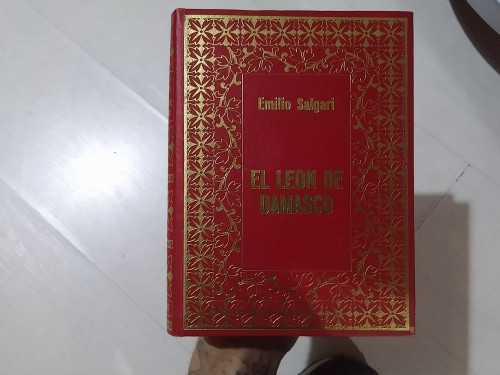 Emilio Salgari
EL LEON DE
DAMASCO